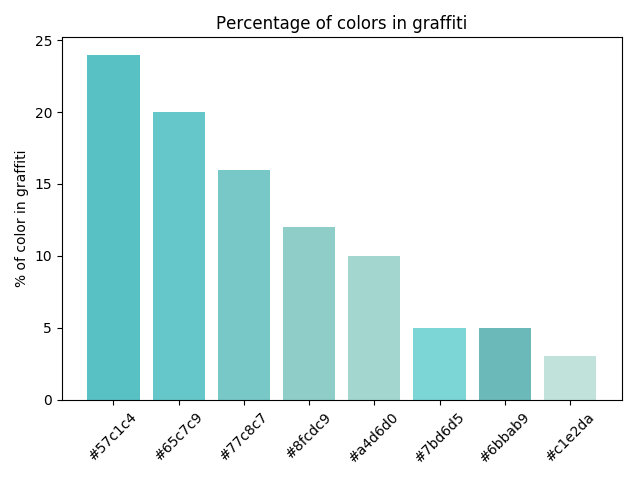 Percentage of colors in graffiti
% of color in graffiti
25
20
15
10
5
0
#57c1c4
#65c7c9
#77c8c7
#8fcdc9
#a4d6d0
#7bd6d5
#6bbab9
#c1e2da